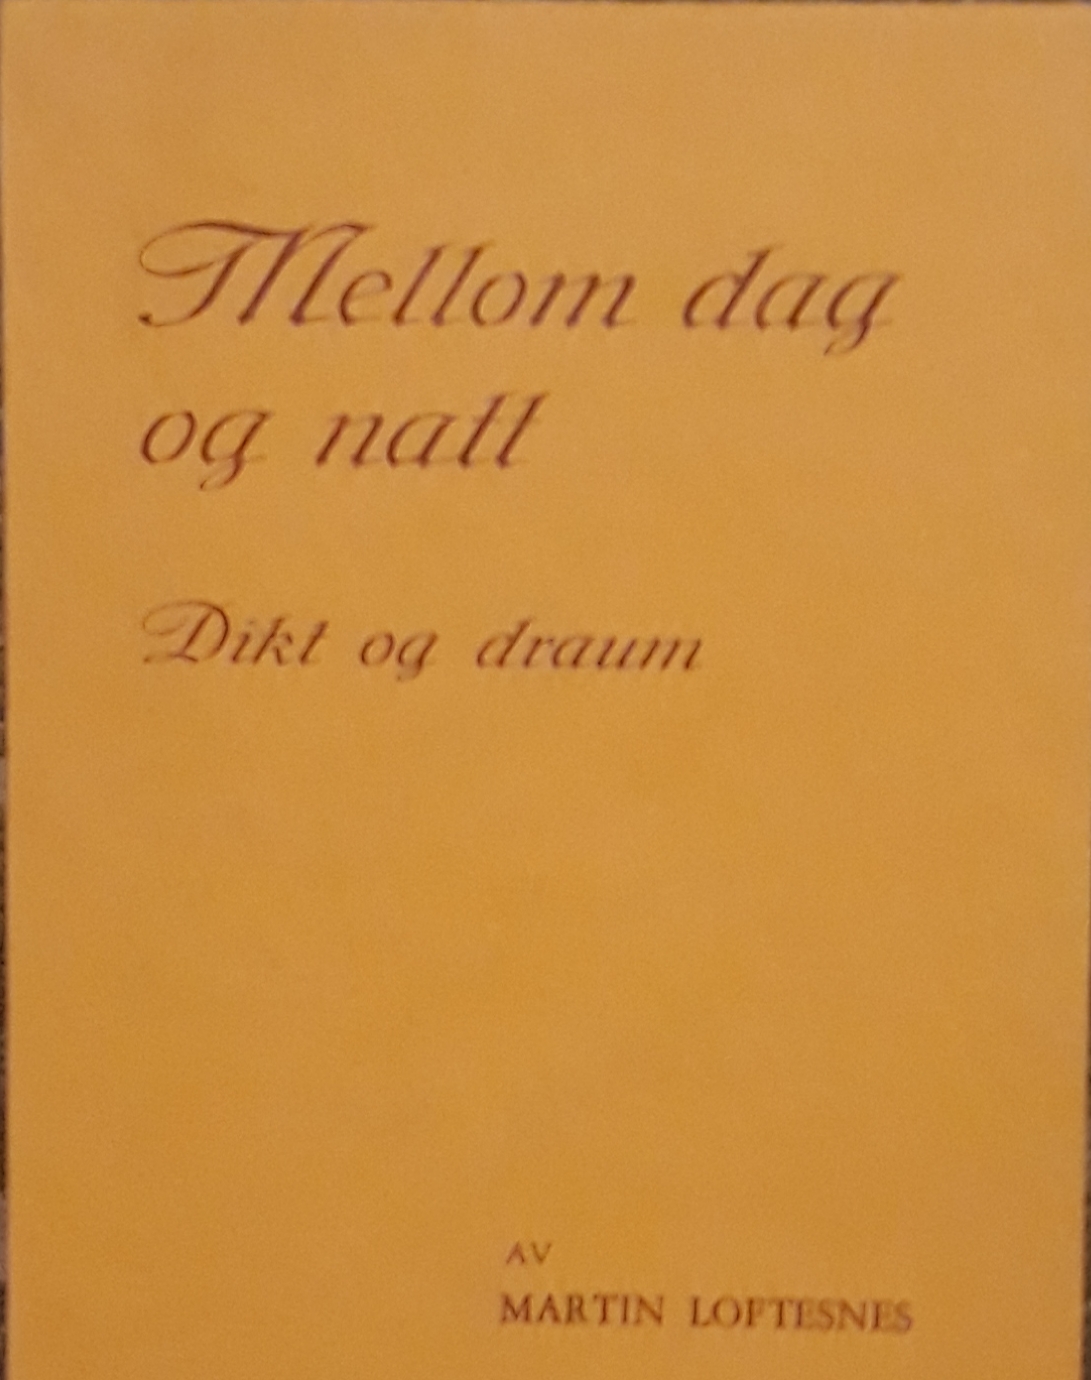 Mellom dag
og natt
Dikt og draum
AV
MARTIN LOFTESNES